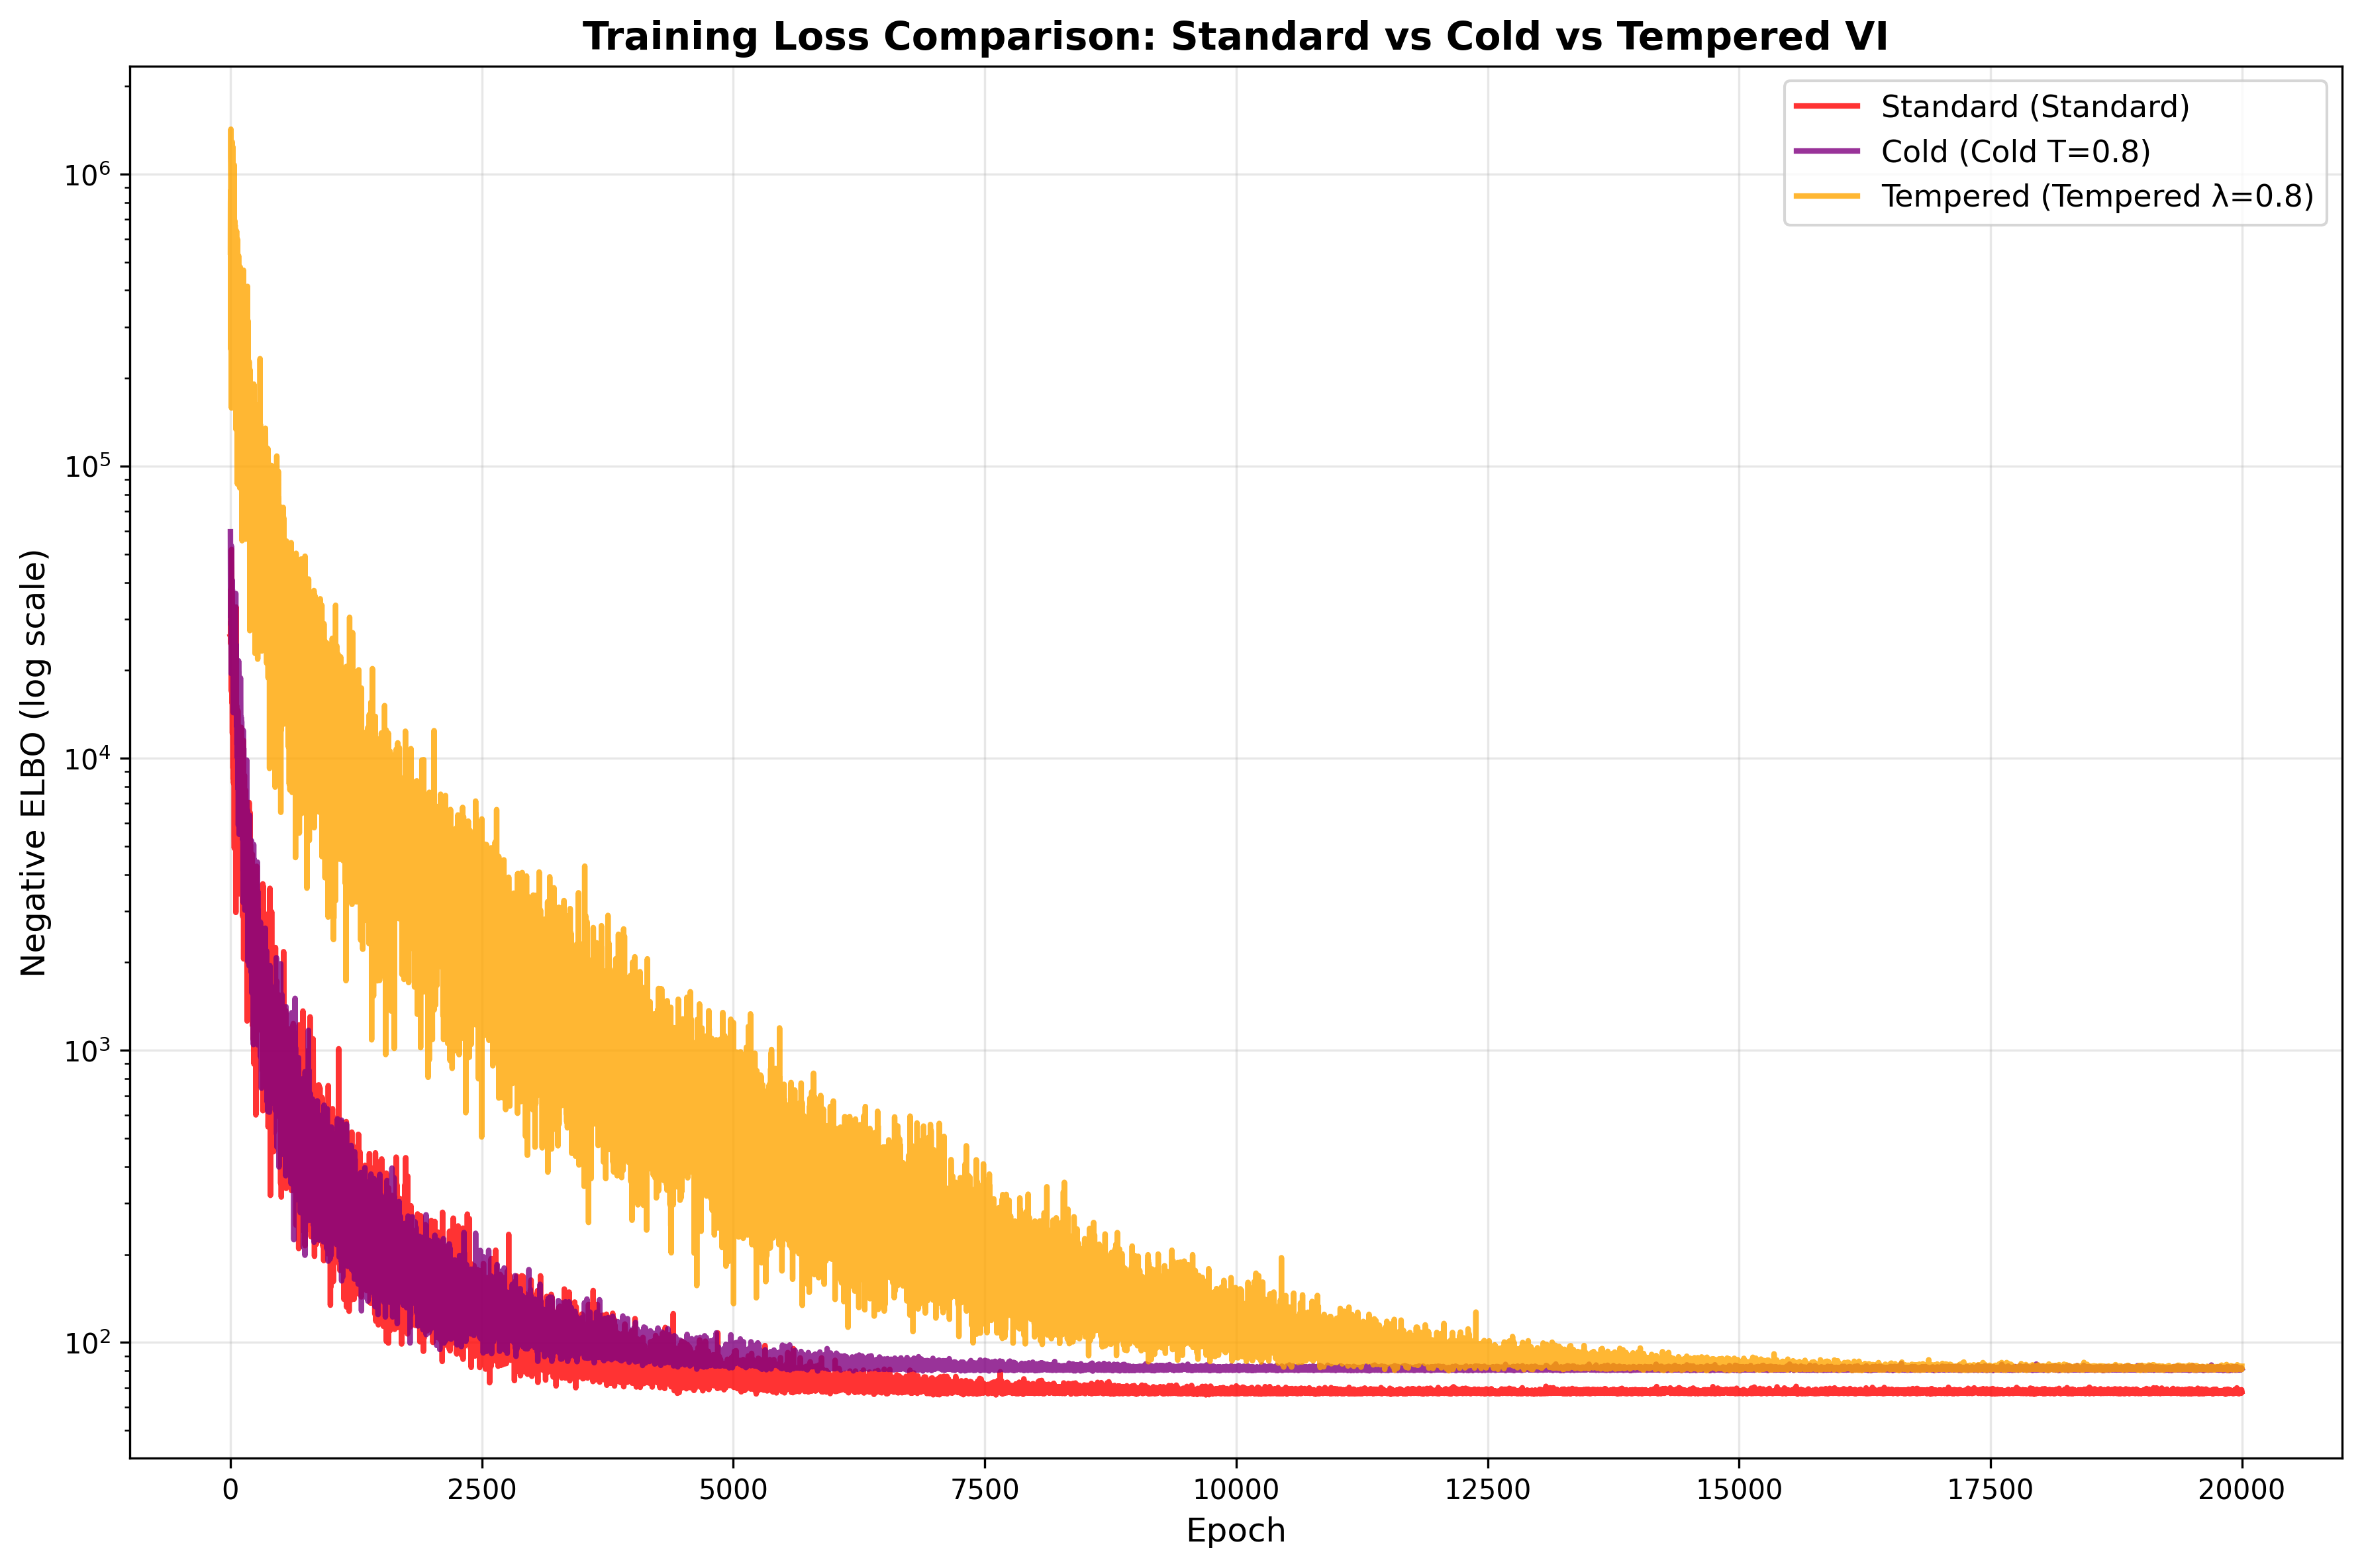 Training Loss Comparison: Standard vs Cold vs Tempered VI
Standard (Standard)
Cold (Cold T=0.8)
Tempered (Tempered λ=0.8)
Negative ELBO (log scale)
10⁶
10⁵
10⁴
10³
10²
0 2500 5000 7500 10000 12500 15000 17500 20000
Epoch